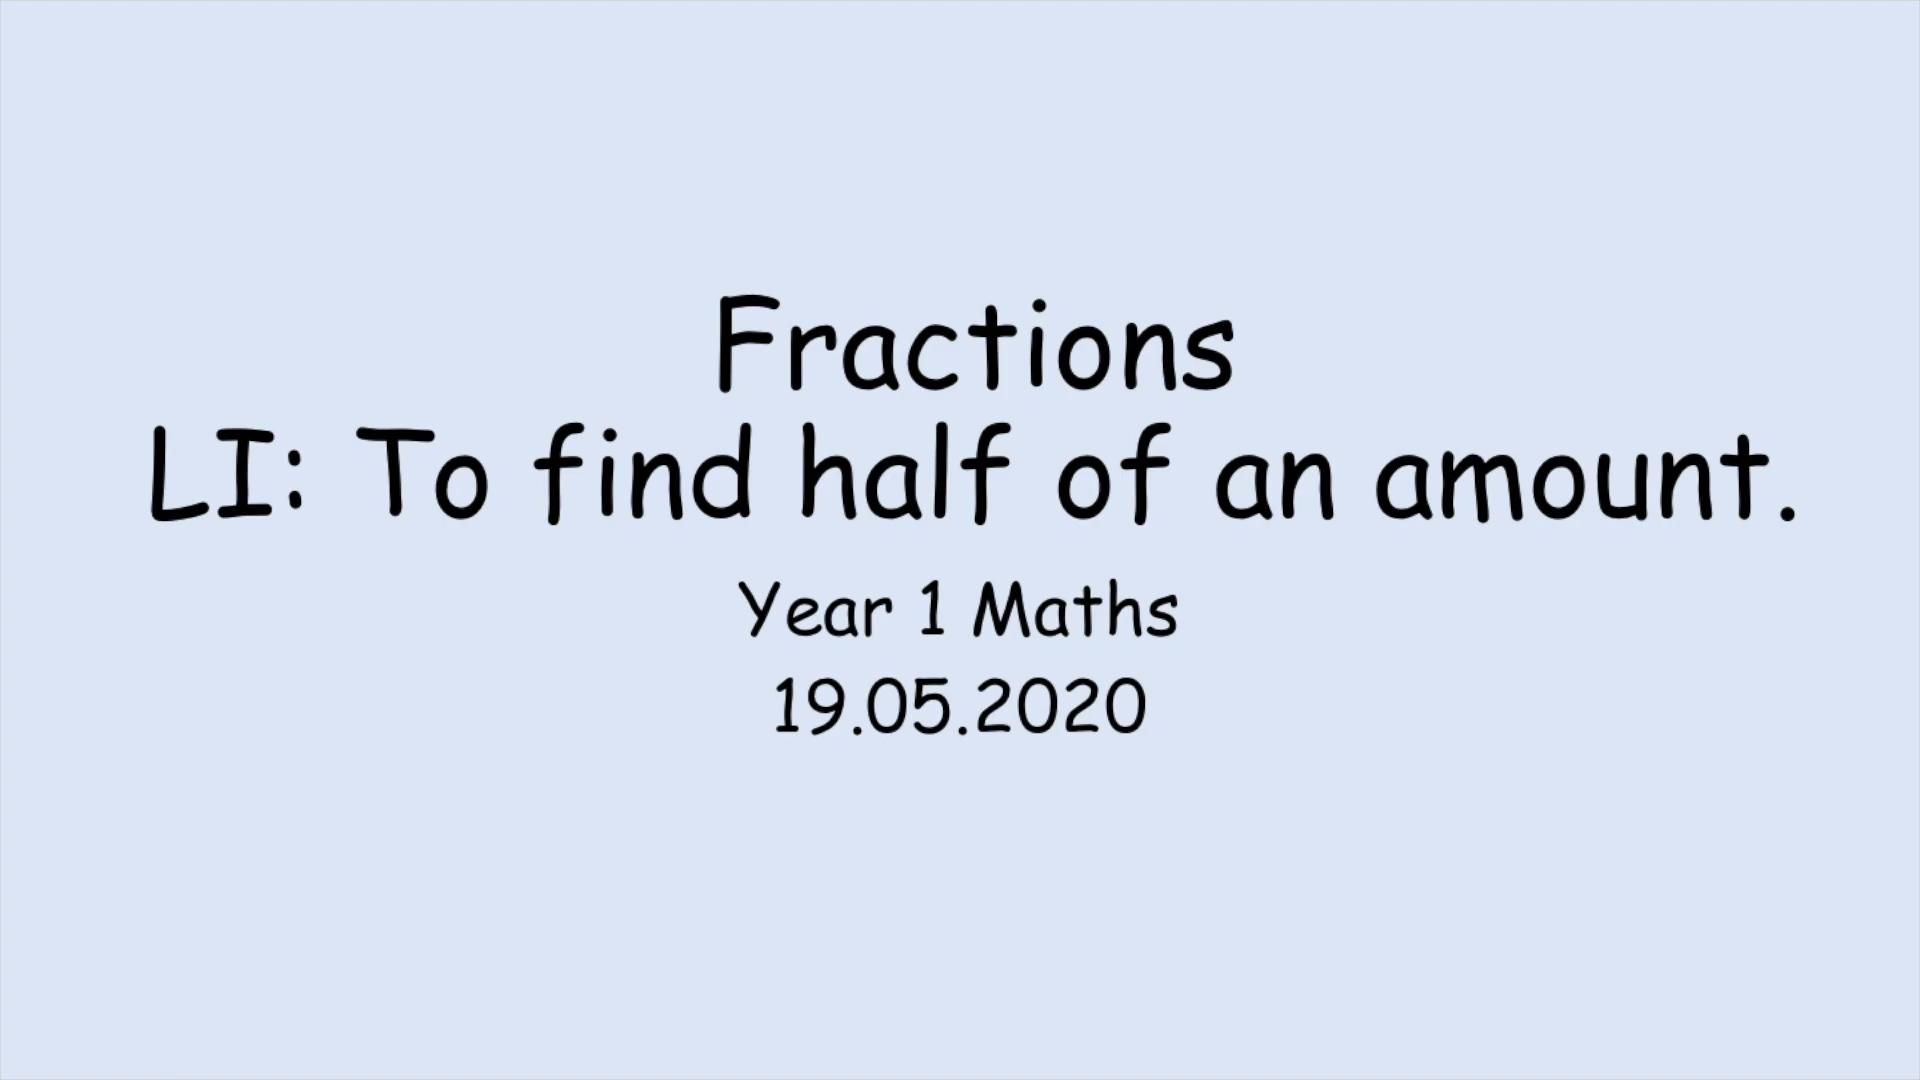 Fractions
LI: To find half of an amount.
Year 1 Maths
19.05.2020